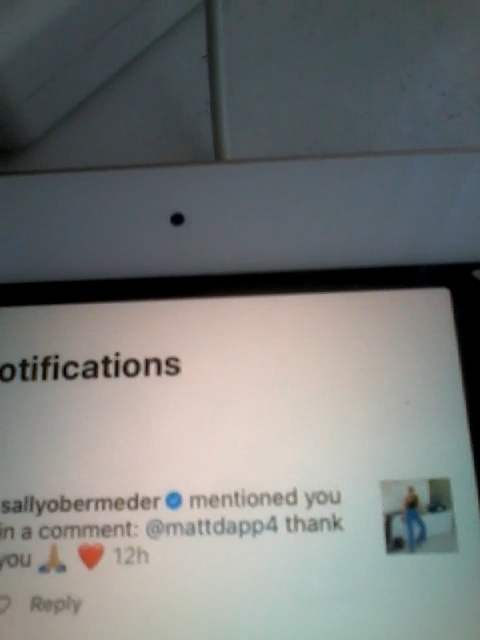 otifications
sallyobermeder mentioned you
in a comment: @mattdapp4 thank
you 🙏🏼 ❤️ 12h
Reply